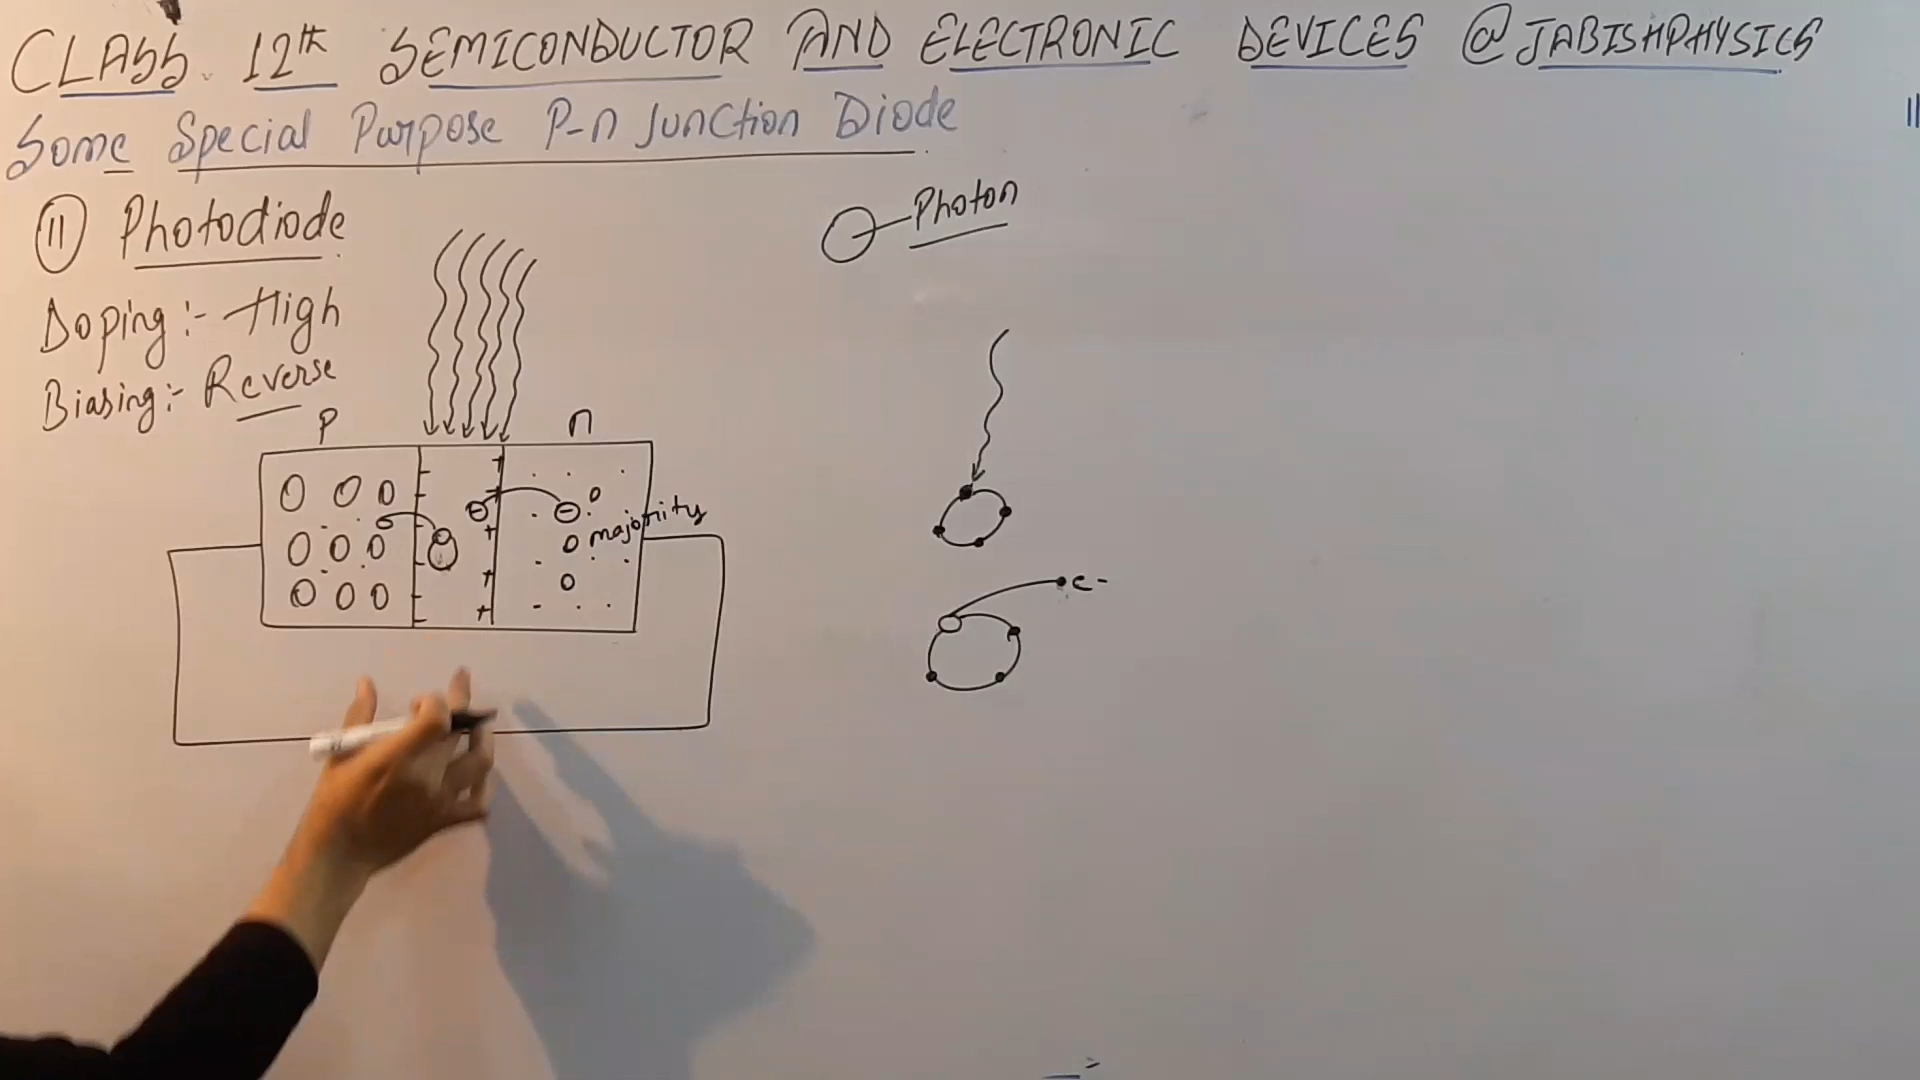 CLASS 12th SEMICONDUCTOR AND ELECTRONIC DEVICES @JABISHPHYSICS
Some Special Purpose P-n Junction Diode
11 Photodiode
Photon
Doping :- High
Biasing :- Reverse
P
n
majority
e-